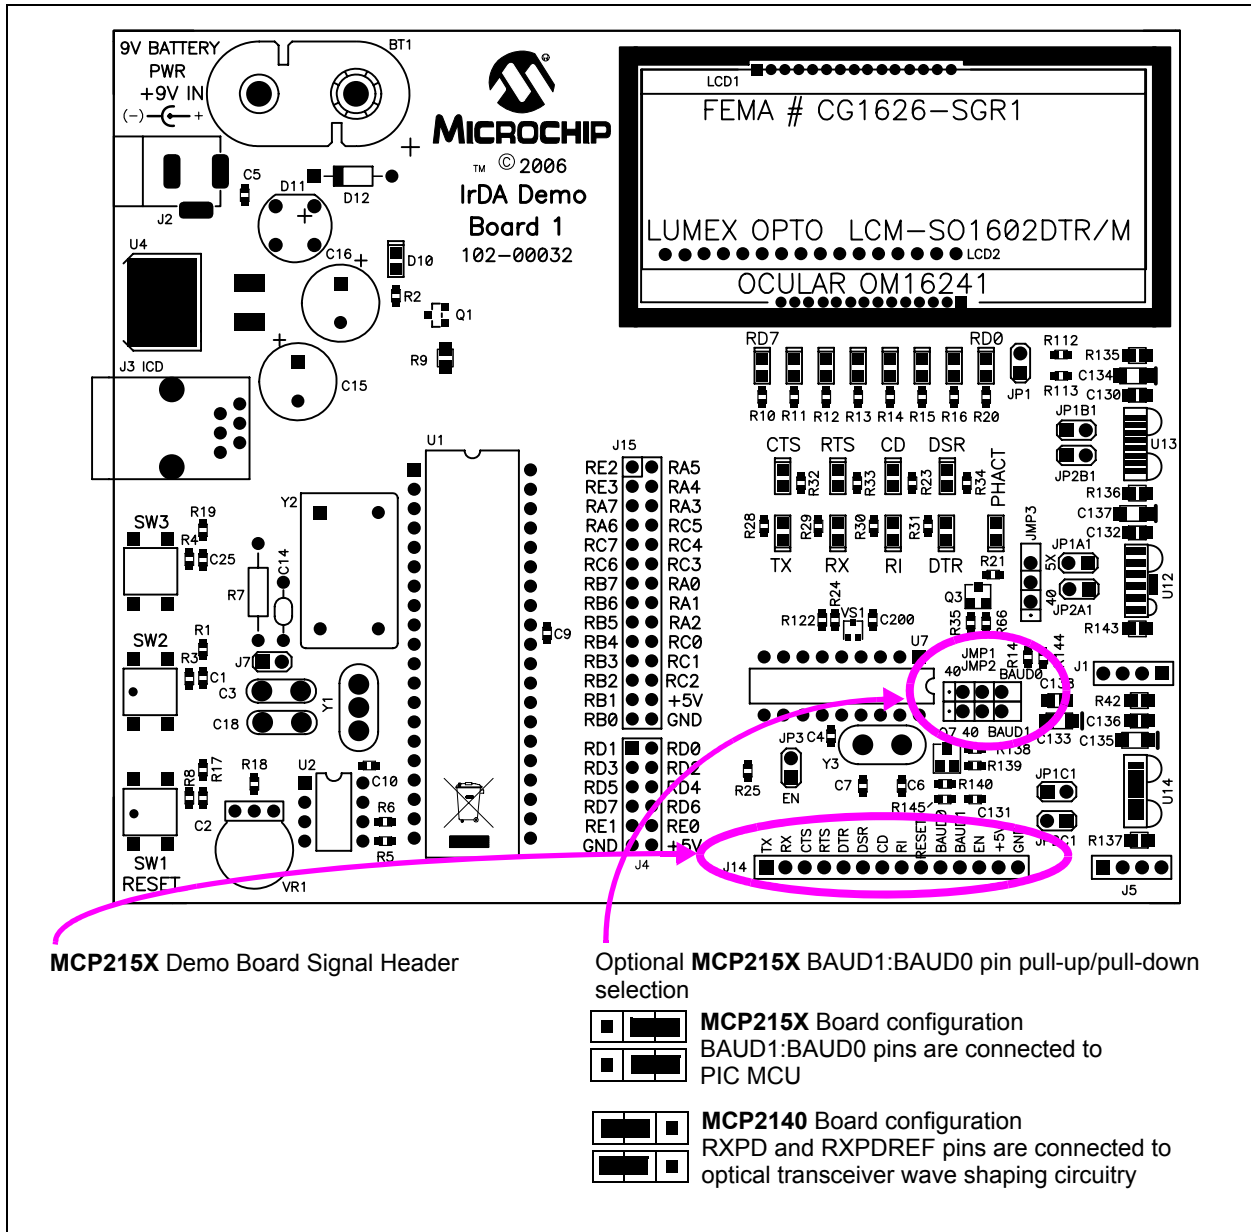 9V BATTERY
PWR
+9V IN
(-) +
BT1
+
MICROCHIP
TM © 2006
IrDA Demo
Board 1
102-00032
LCD1
FEMA # CG1626-SGR1
LUMEX OPTO LCM-SO1602DTR/M
LCD2
OCULAR OM16241
J2
C5
D11
+
D12
U4
C16
+
D10
R2
Q1
R9
J3 ICD
+
C15
RD7 RD0
R10 R11 R12 R13 R14 R15 R16 R20
JP1
R112
R113
R135
C134
C130
JP1B1
U13
JP2B1
CTS RTS CD DSR
R32 R33 R23 R34
PHACT
R28 R29 R30 R31
TX RX RI DTR
R21
R136
C137
C132
JMP3
5X
40
JP1A1
JP2A1
U12
R143
U1
J15
RE2 RA5
RE3 RA4
RA7 RA3
RA6 RC5
RC7 RC4
RC6 RC3
RB7 RA0
RB6 RA1
RB5 RA2
RB4 RC0
RB3 RC1
RB2 RC2
RB1 +5V
RB0 GND
RD1 RD0
RD3 RD2
RD5 RD4
RD7 RD6
RE1 RE0
GND +5V
J4
Y2
SW3
R19
R4
C25
R7
C14
SW2
R1
R3
C1
J7
C3
C18
Y1
C9
R8
R17
R18
C2
U2
C10
R6
R5
SW1
RESET
VR1
R122
R24
VS1
C200
Q3
R35
R66
U7
JMP1
JMP2
40
BAUD0
R14
144
C138
40 BAUD1
Q7
R138
C133
J1
R42
C136
C135
JP3
EN
C4
Y3
R25
C7
C6
R139
R140
R145
C131
JP1C1
U14
R137
J5
J14
TX RX CTS RTS DTR DSR CD RI RESET BAUD0 BAUD1 EN +5V GND
MCP215X Demo Board Signal Header
Optional MCP215X BAUD1:BAUD0 pin pull-up/pull-down
selection
MCP215X Board configuration
BAUD1:BAUD0 pins are connected to
PIC MCU
MCP2140 Board configuration
RXPD and RXPDREF pins are connected to
optical transceiver wave shaping circuitry